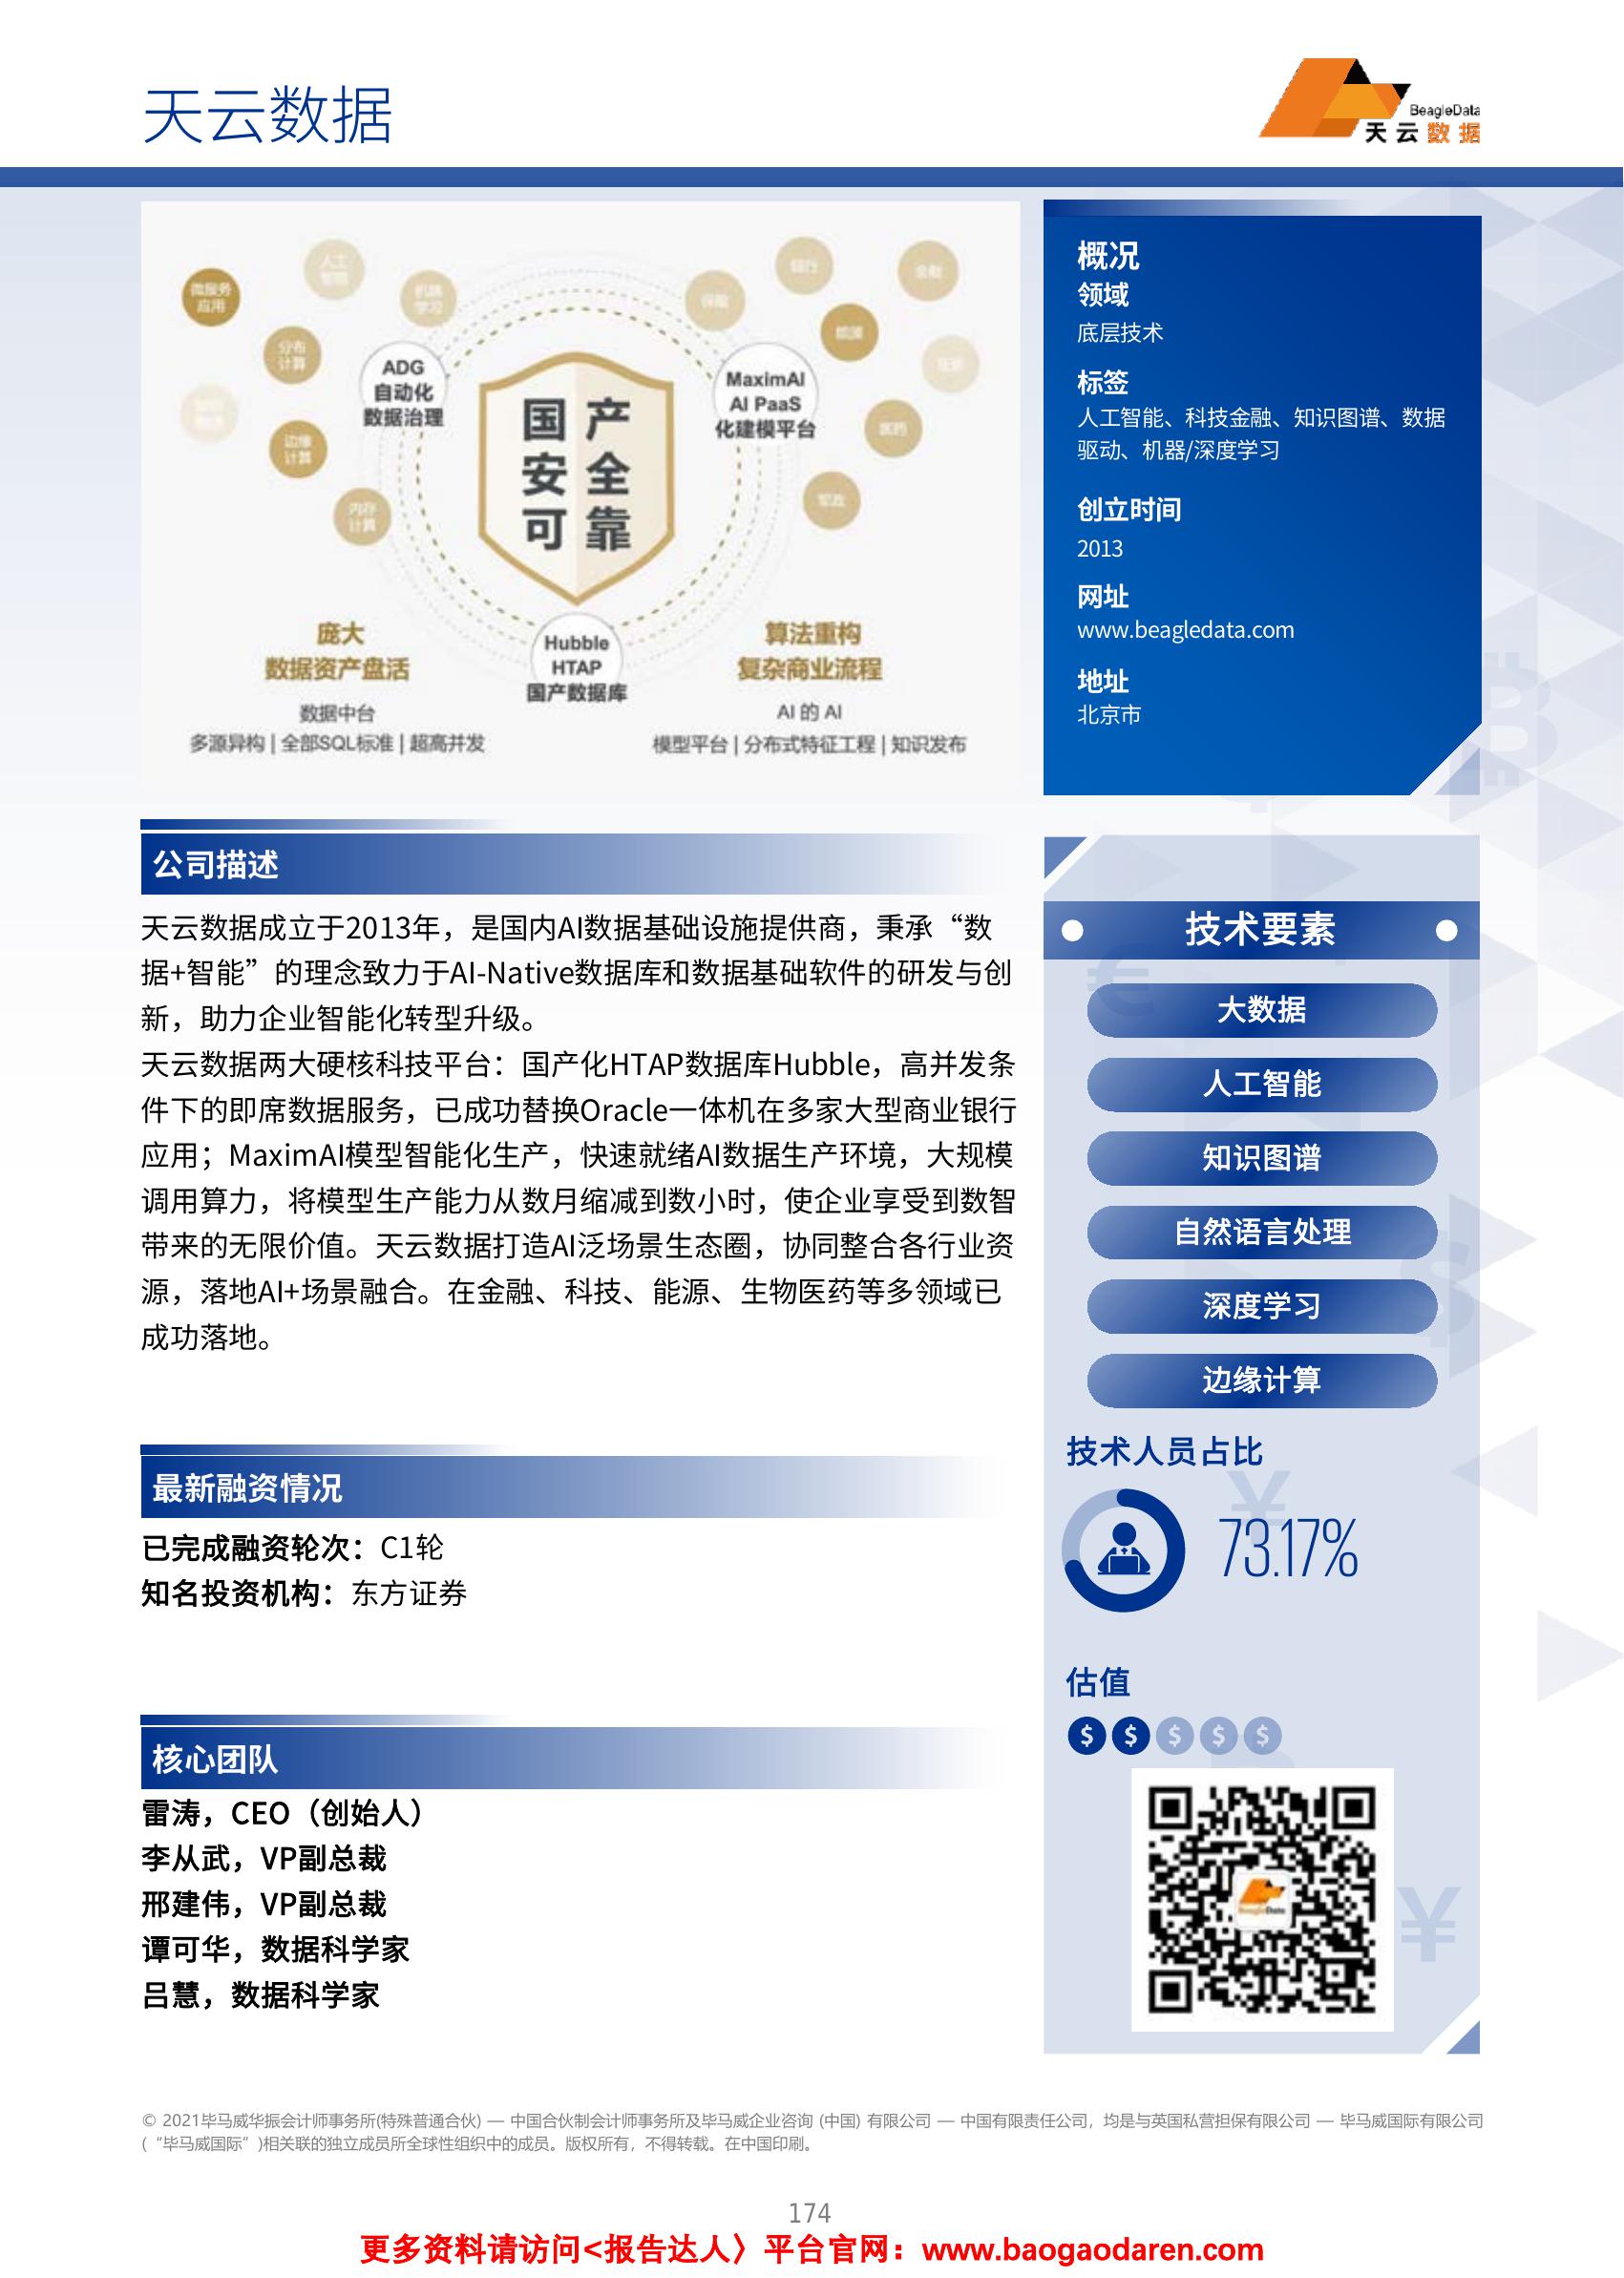 天云数据
BeagleData
天云数据
微服务
应用
人工
智能
机器
学习
分布
计算
边缘
计算
内存
计算
ADG
自动化
数据治理
国产
安全
可靠
保险
银行
金融
能源
医药
军政
MaximAI
AI PaaS
化建模平台
Hubble
HTAP
国产数据库
庞大
数据资产盘活
数据中台
多源异构 | 全部SQL标准 | 超高并发
算法重构
复杂商业流程
AI 的 AI
模型平台 | 分布式特征工程 | 知识发布
概况
领域
底层技术
标签
人工智能、科技金融、知识图谱、数据
驱动、机器/深度学习
创立时间
2013
网址
www.beagledata.com
地址
北京市
公司描述
天云数据成立于2013年，是国内AI数据基础设施提供商，秉承“数
据+智能”的理念致力于AI-Native数据库和数据基础软件的研发与创
新，助力企业智能化转型升级。
天云数据两大硬核科技平台：国产化HTAP数据库Hubble，高并发条
件下的即席数据服务，已成功替换Oracle一体机在多家大型商业银行
应用；MaximAI模型智能化生产，快速就绪AI数据生产环境，大规模
调用算力，将模型生产能力从数月缩减到数小时，使企业享受到数智
带来的无限价值。天云数据打造AI泛场景生态圈，协同整合各行业资
源，落地AI+场景融合。在金融、科技、能源、生物医药等多领域已
成功落地。
最新融资情况
已完成融资轮次：C1轮
知名投资机构：东方证券
核心团队
雷涛，CEO（创始人）
李从武，VP副总裁
邢建伟，VP副总裁
谭可华，数据科学家
吕慧，数据科学家
技术要素
大数据
人工智能
知识图谱
自然语言处理
深度学习
边缘计算
技术人员占比
73.17%
估值
$ $ $ $ $
BeagleData
© 2021毕马威华振会计师事务所(特殊普通合伙) — 中国合伙制会计师事务所及毕马威企业咨询 (中国) 有限公司 — 中国有限责任公司，均是与英国私营担保有限公司 — 毕马威国际有限公司
(“毕马威国际”)相关联的独立成员所全球性组织中的成员。版权所有，不得转载。在中国印刷。
174
更多资料请访问<报告达人〉平台官网：www.baogaodaren.com